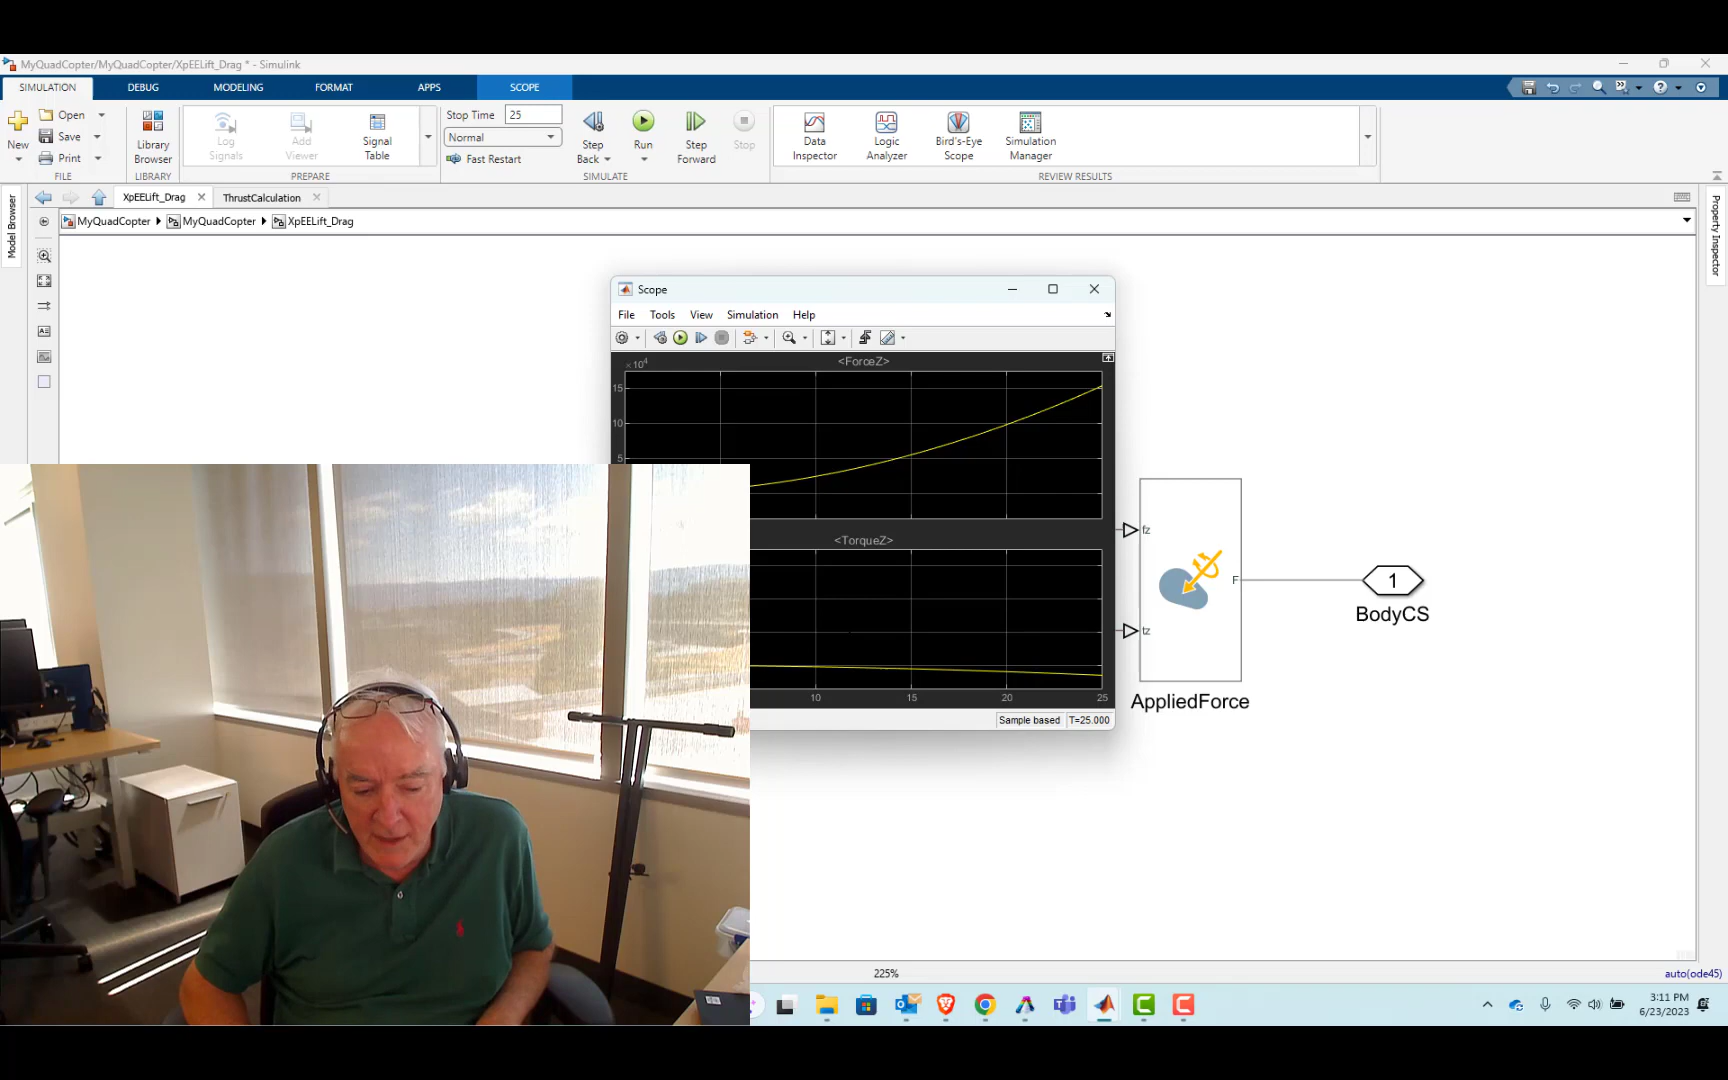 MyQuadCopter/MyQuadCopter/XpEELift_Drag * - Simulink
SIMULATION DEBUG MODELING FORMAT APPS SCOPE
New
Open
Save
Print
FILE
Library Browser
LIBRARY
Log Signals
Add Viewer
Signal Table
PREPARE
Stop Time 25
Normal
Fast Restart
Step Back
Run
Step Forward
Stop
SIMULATE
Data Inspector
Logic Analyzer
Bird's-Eye Scope
Simulation Manager
REVIEW RESULTS
Model Browser
Property Inspector
XpEELift_Drag
ThrustCalculation
MyQuadCopter MyQuadCopter XpEELift_Drag
Scope
File Tools View Simulation Help
×10⁴
<ForceZ>
15
10
5
<TorqueZ>
10 15 20 25
Sample based T=25.000
fz
tz
F
AppliedForce
1
BodyCS
225%
auto(ode45)
3:11 PM
6/23/2023